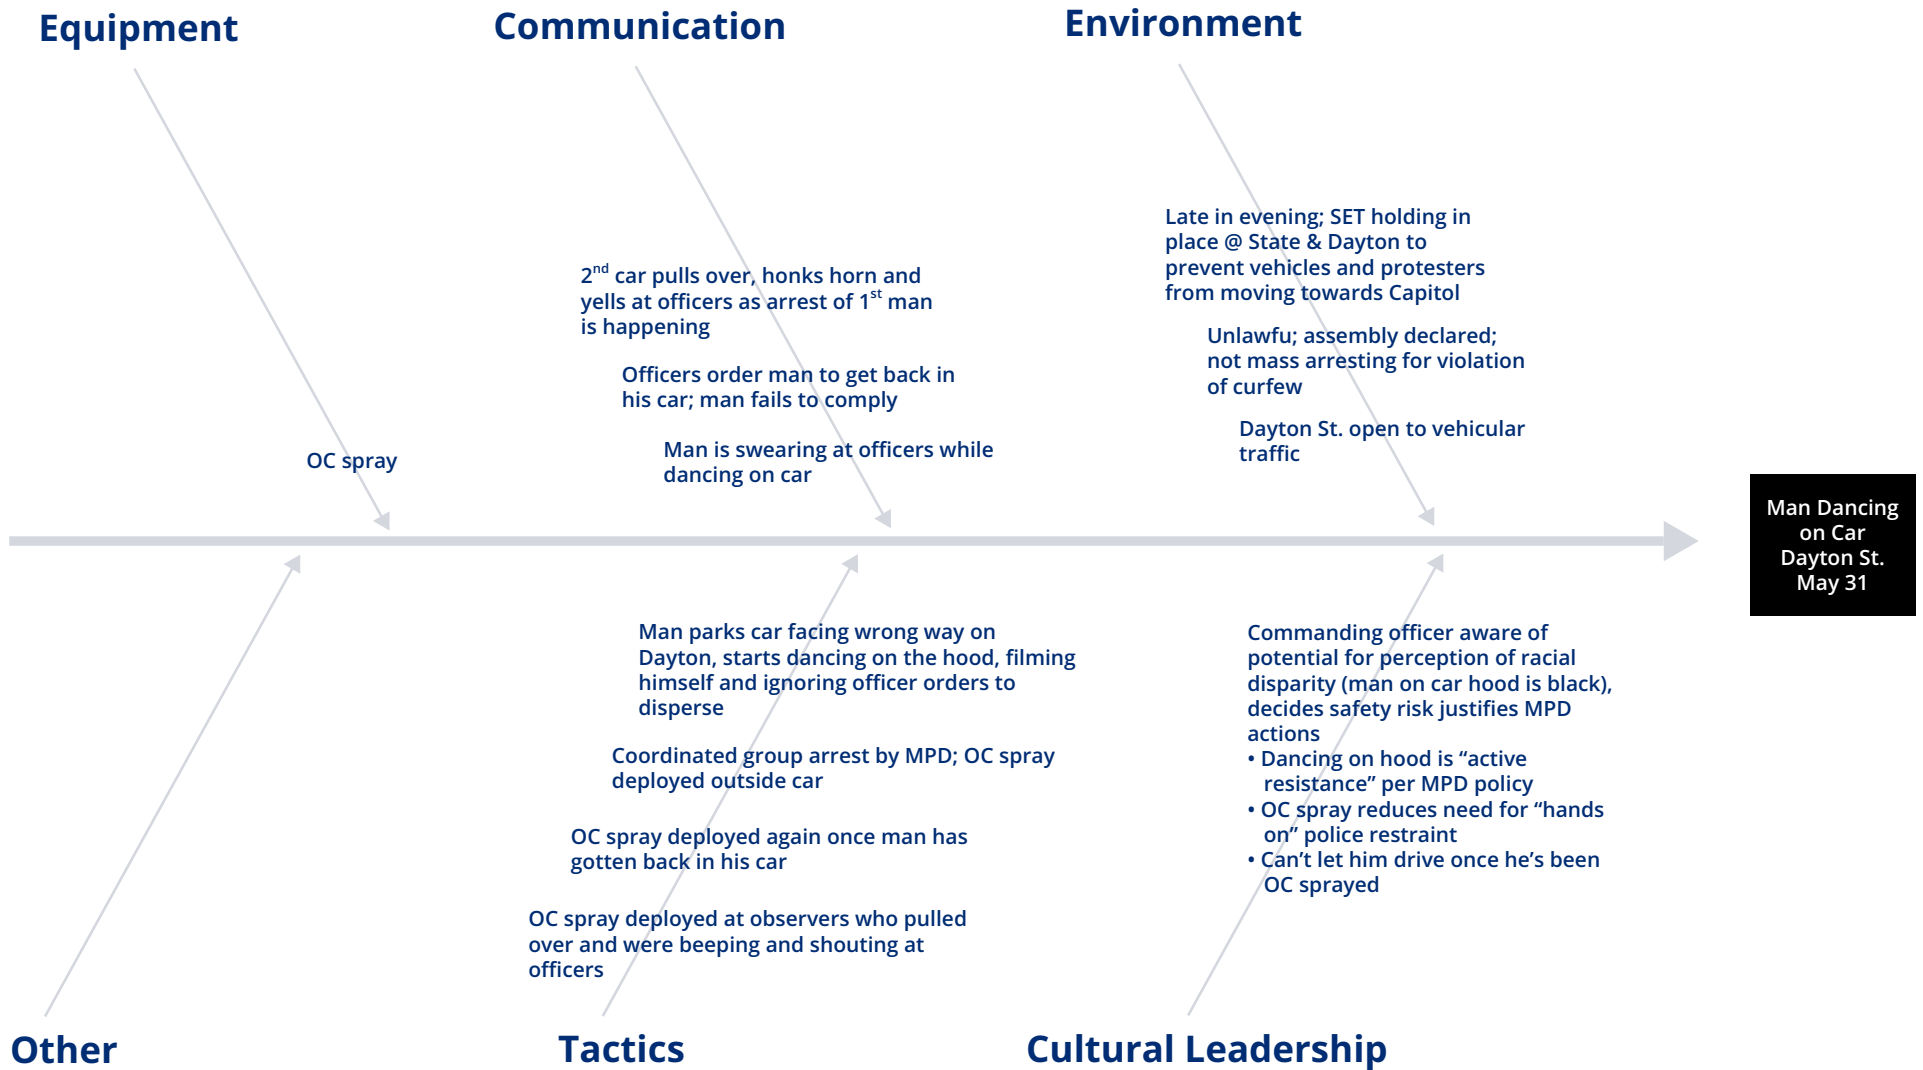 Equipment
Communication
Environment
OC spray
2nd car pulls over, honks horn and
yells at officers as arrest of 1st man
is happening
Officers order man to get back in
his car; man fails to comply
Man is swearing at officers while
dancing on car
Late in evening; SET holding in
place @ State & Dayton to
prevent vehicles and protesters
from moving towards Capitol
Unlawfu; assembly declared;
not mass arresting for violation
of curfew
Dayton St. open to vehicular
traffic
Man Dancing
on Car
Dayton St.
May 31
Man parks car facing wrong way on
Dayton, starts dancing on the hood, filming
himself and ignoring officer orders to
disperse
Coordinated group arrest by MPD; OC spray
deployed outside car
OC spray deployed again once man has
gotten back in his car
OC spray deployed at observers who pulled
over and were beeping and shouting at
officers
Commanding officer aware of
potential for perception of racial
disparity (man on car hood is black),
decides safety risk justifies MPD
actions
• Dancing on hood is “active
resistance” per MPD policy
• OC spray reduces need for “hands
on” police restraint
• Can’t let him drive once he’s been
OC sprayed
Other
Tactics
Cultural Leadership